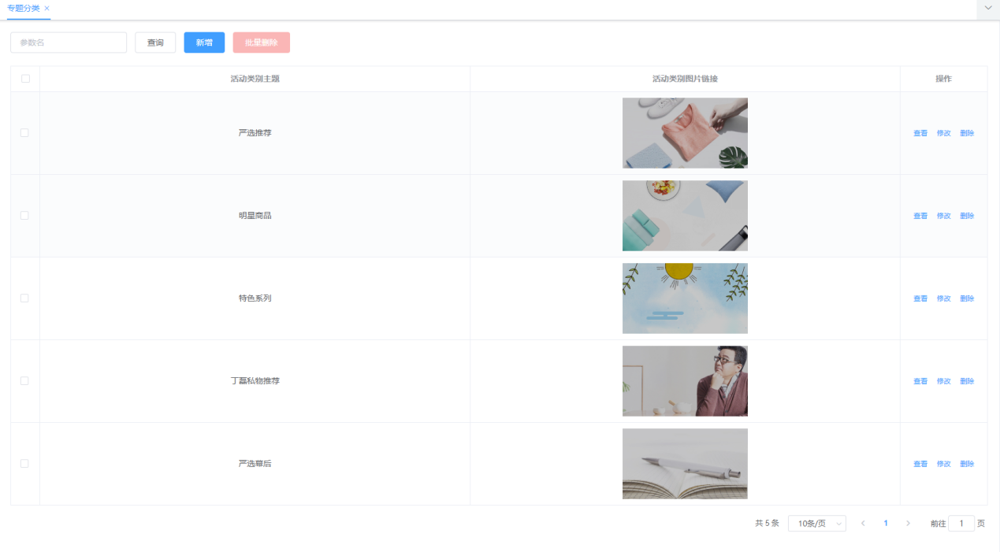 专题分类 ×
参数名 查询 新增 批量删除
活动类别主题 活动类别图片链接 操作
严选推荐 查看 修改 删除
明星商品 查看 修改 删除
特色系列 查看 修改 删除
丁磊私物推荐 查看 修改 删除
严选幕后 查看 修改 删除
共 5 条 10条/页 1 前往 1 页